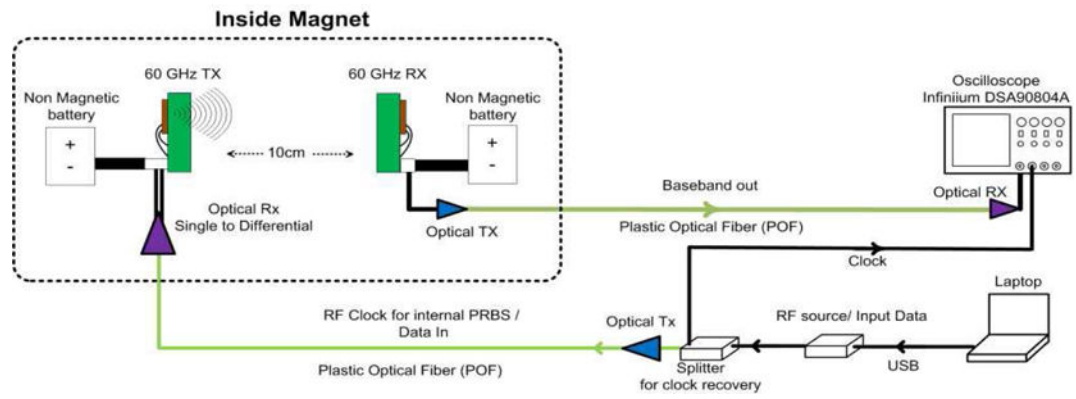 Inside Magnet
60 GHz TX
60 GHz RX
Non Magnetic
battery
+
-
10cm
Non Magnetic
battery
+
-
Optical Rx
Single to Differential
Optical TX
Oscilloscope
Infiniium DSA90804A
Baseband out
Optical RX
Plastic Optical Fiber (POF)
Clock
Laptop
RF Clock for internal PRBS /
Data In
Optical Tx
RF source/ Input Data
USB
Plastic Optical Fiber (POF)
Splitter
for clock recovery